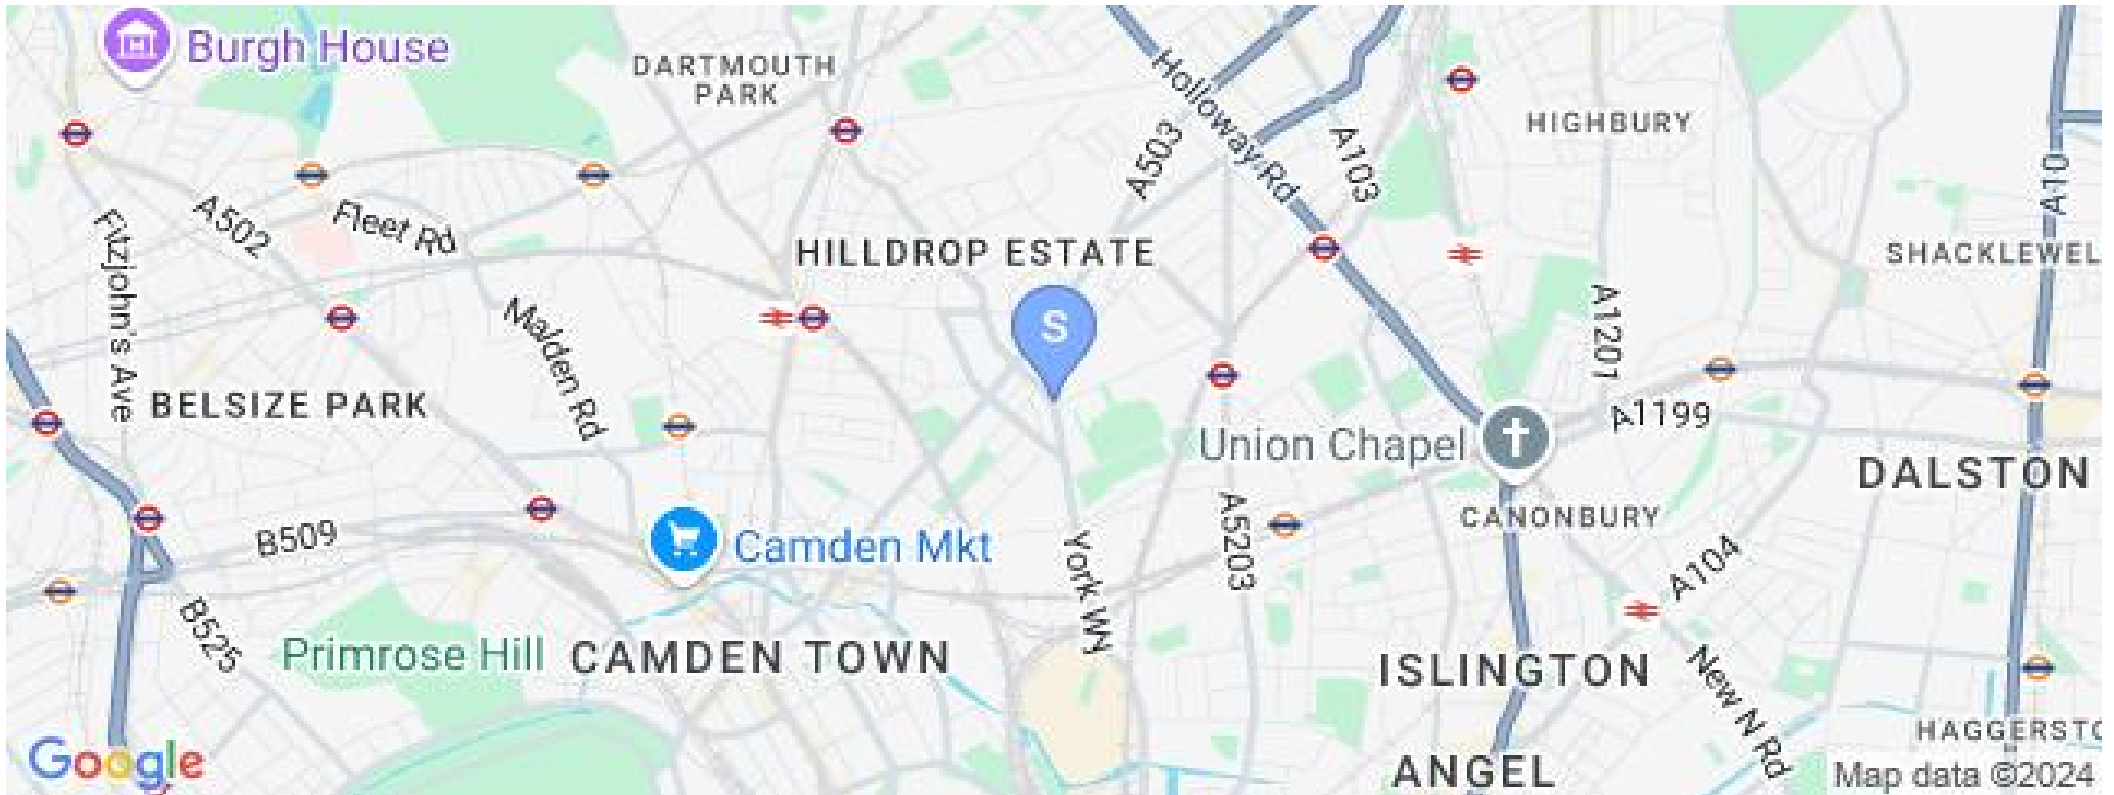 Burgh House
DARTMOUTH
PARK
Holloway Rd
A503
A103
HIGHBURY
A10
A502
Fleet Rd
Fitzjohn's Ave
HILLDROP ESTATE
SHACKLEWEL
Malden Rd
S
A1201
BELSIZE PARK
A1199
Union Chapel
DALSTON
A5203
CANONBURY
B509
Camden Mkt
York Wy
A104
B525
Primrose Hill
CAMDEN TOWN
ISLINGTON
New N Rd
HAGGERSTO
Google
ANGEL
Map data ©2024